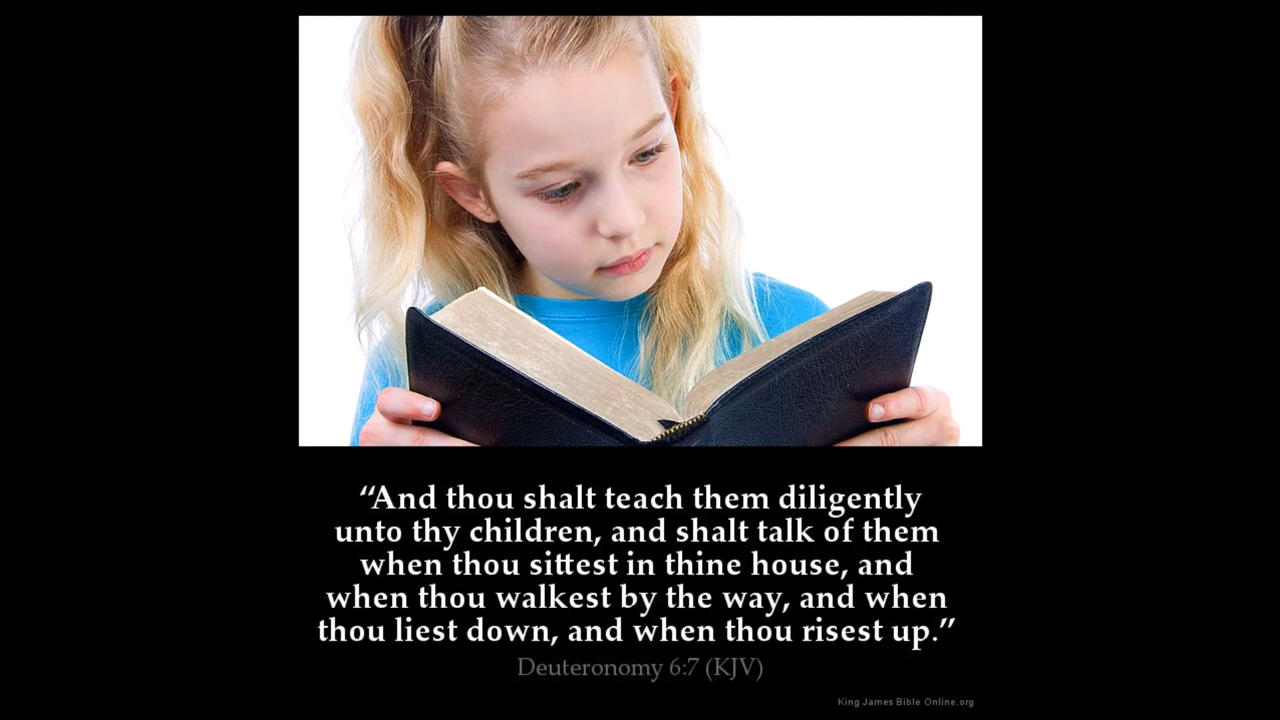 “And thou shalt teach them diligently
unto thy children, and shalt talk of them
when thou sittest in thine house, and
when thou walkest by the way, and when
thou liest down, and when thou risest up.”
Deuteronomy 6:7 (KJV)
King James Bible Online.org